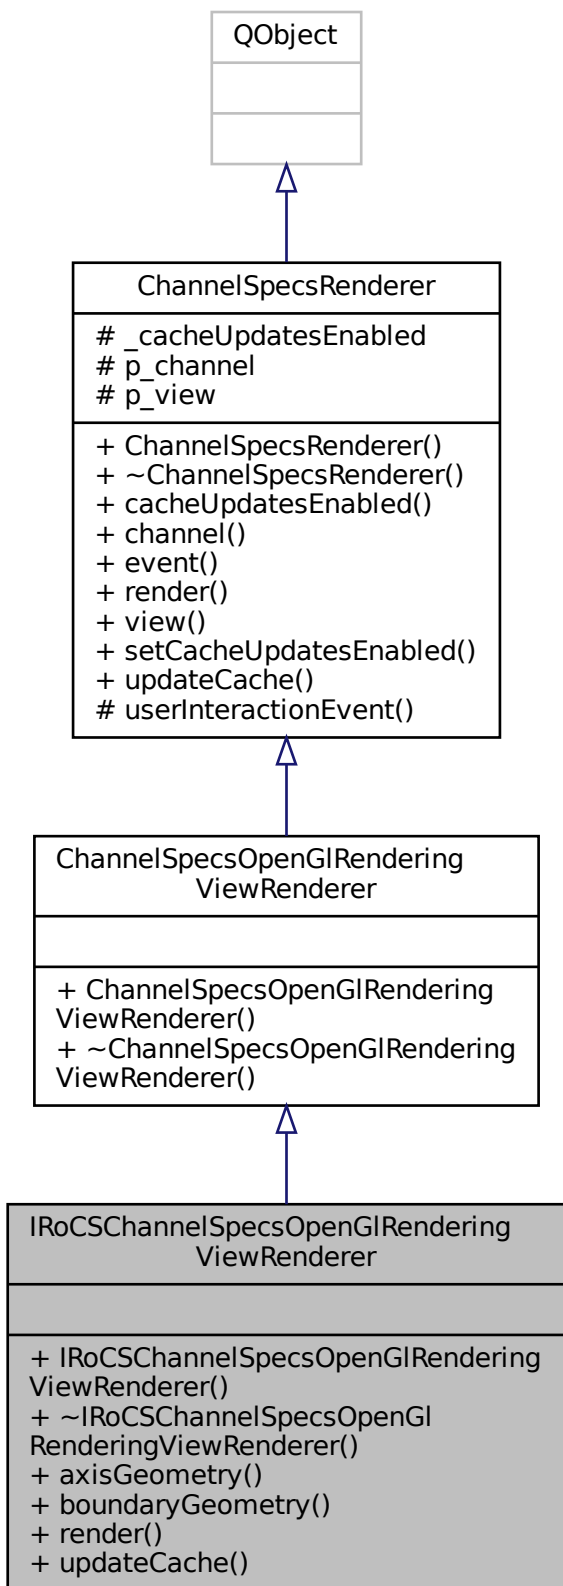 QObject
ChannelSpecsRenderer
# _cacheUpdatesEnabled
# p_channel
# p_view
+ ChannelSpecsRenderer()
+ ~ChannelSpecsRenderer()
+ cacheUpdatesEnabled()
+ channel()
+ event()
+ render()
+ view()
+ setCacheUpdatesEnabled()
+ updateCache()
# userInteractionEvent()
ChannelSpecsOpenGlRendering
ViewRenderer
+ ChannelSpecsOpenGlRendering
ViewRenderer()
+ ~ChannelSpecsOpenGlRendering
ViewRenderer()
IRoCSChannelSpecsOpenGlRendering
ViewRenderer
+ IRoCSChannelSpecsOpenGlRendering
ViewRenderer()
+ ~IRoCSChannelSpecsOpenGl
RenderingViewRenderer()
+ axisGeometry()
+ boundaryGeometry()
+ render()
+ updateCache()